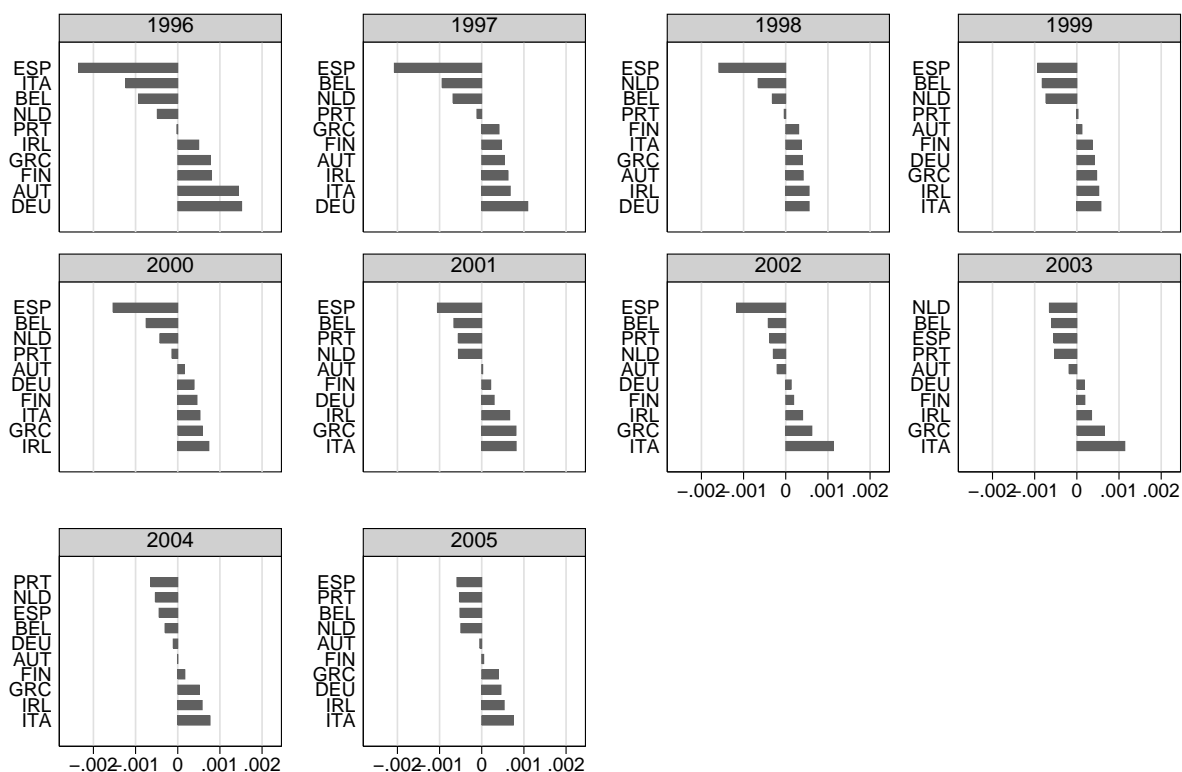 1996
ESP
ITA
BEL
NLD
PRT
IRL
GRC
FIN
AUT
DEU
1997
ESP
BEL
NLD
PRT
GRC
FIN
AUT
IRL
ITA
DEU
1998
ESP
NLD
BEL
PRT
FIN
ITA
GRC
AUT
IRL
DEU
1999
ESP
BEL
NLD
PRT
AUT
FIN
DEU
GRC
IRL
ITA
2000
ESP
BEL
NLD
PRT
AUT
DEU
FIN
ITA
GRC
IRL
2001
ESP
BEL
PRT
NLD
AUT
FIN
DEU
IRL
GRC
ITA
2002
ESP
BEL
PRT
NLD
AUT
DEU
FIN
IRL
GRC
ITA
−.002 −.001 0 .001 .002
2003
NLD
BEL
ESP
PRT
AUT
DEU
FIN
IRL
GRC
ITA
−.002 −.001 0 .001 .002
2004
PRT
NLD
ESP
BEL
DEU
AUT
FIN
GRC
IRL
ITA
−.002 −.001 0 .001 .002
2005
ESP
PRT
BEL
NLD
AUT
FIN
GRC
DEU
IRL
ITA
−.002 −.001 0 .001 .002